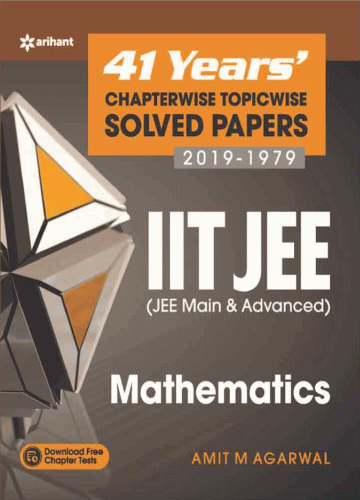 arihant
41 Years’
CHAPTERWISE TOPICWISE
SOLVED PAPERS
2019-1979
IIT JEE
(JEE Main & Advanced)
Mathematics
Download Free
Chapter Tests
AMIT M AGARWAL